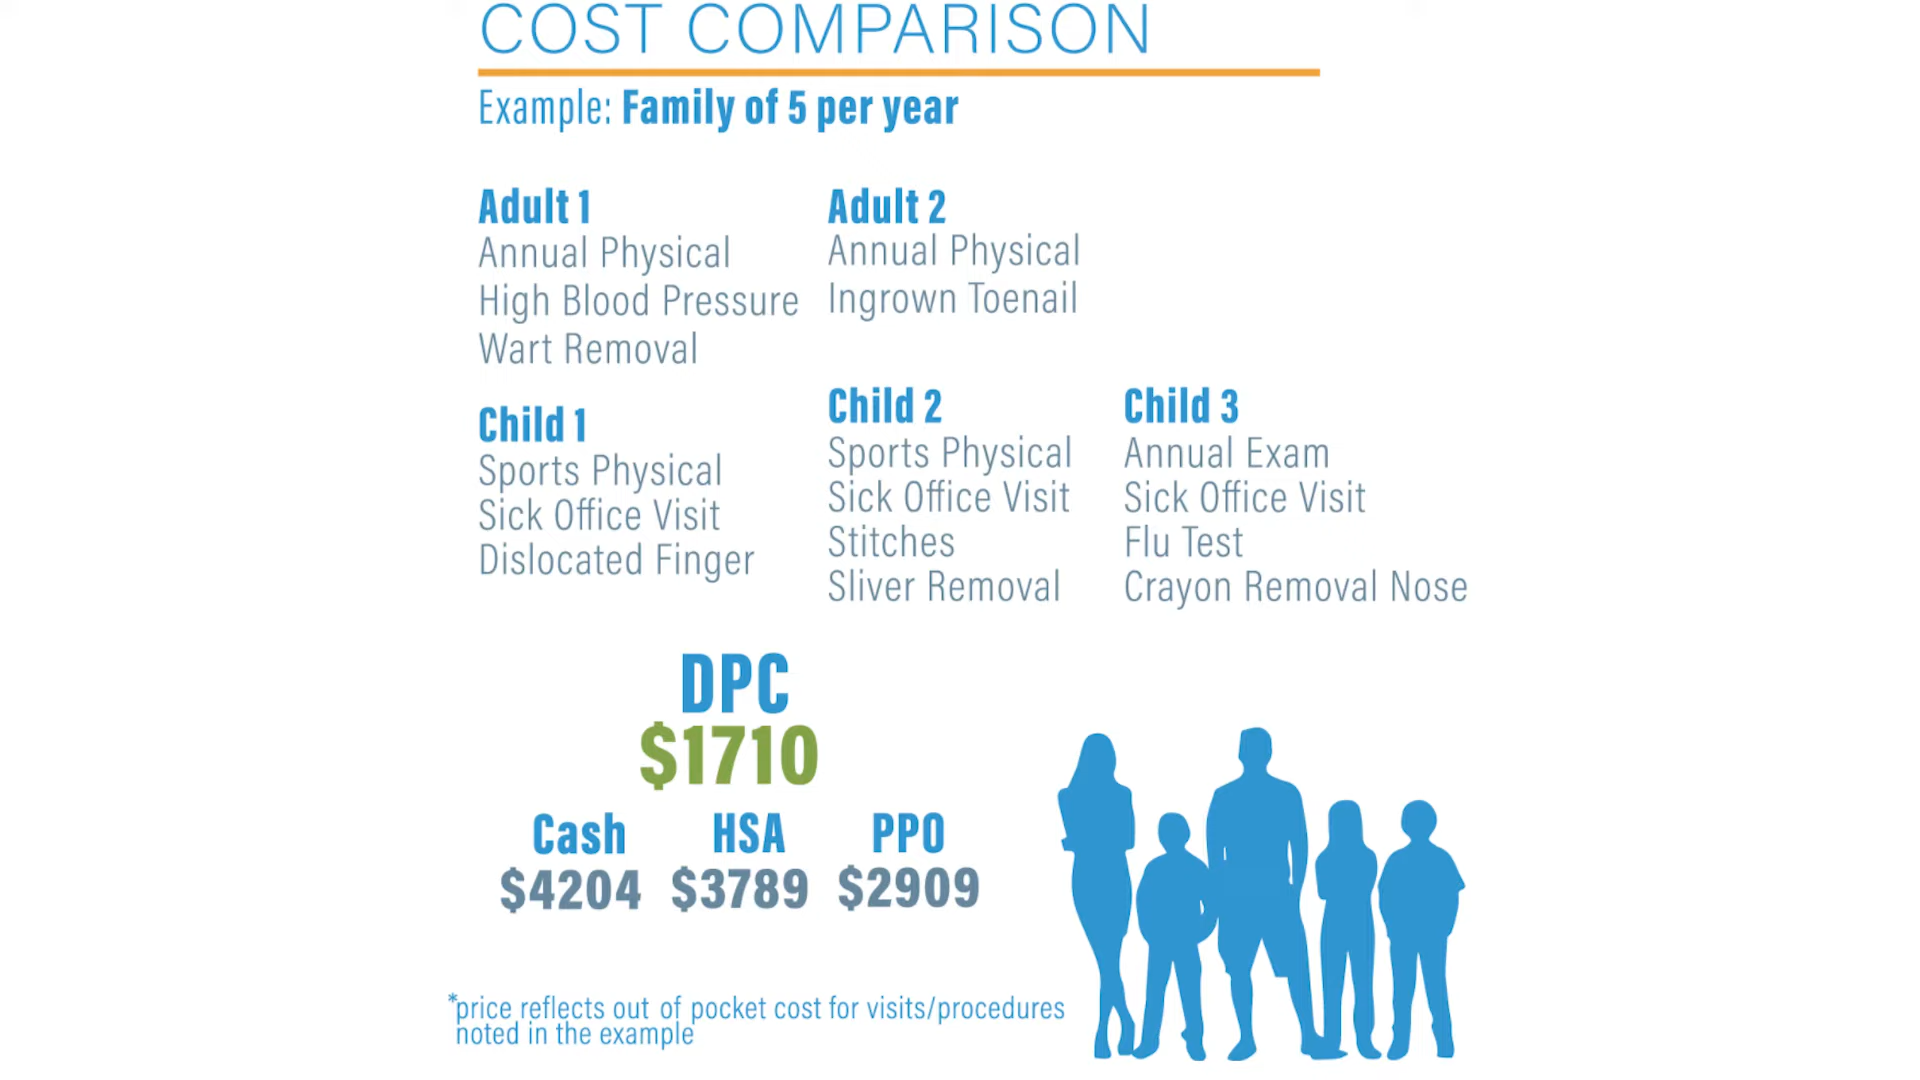 COST COMPARISON
Example: Family of 5 per year
Adult 1
Annual Physical
High Blood Pressure
Wart Removal
Adult 2
Annual Physical
Ingrown Toenail
Child 1
Sports Physical
Sick Office Visit
Dislocated Finger
Child 2
Sports Physical
Sick Office Visit
Stitches
Sliver Removal
Child 3
Annual Exam
Sick Office Visit
Flu Test
Crayon Removal Nose
DPC
$1710
Cash
$4204
HSA
$3789
PPO
$2909
*price reflects out of pocket cost for visits/procedures
noted in the example